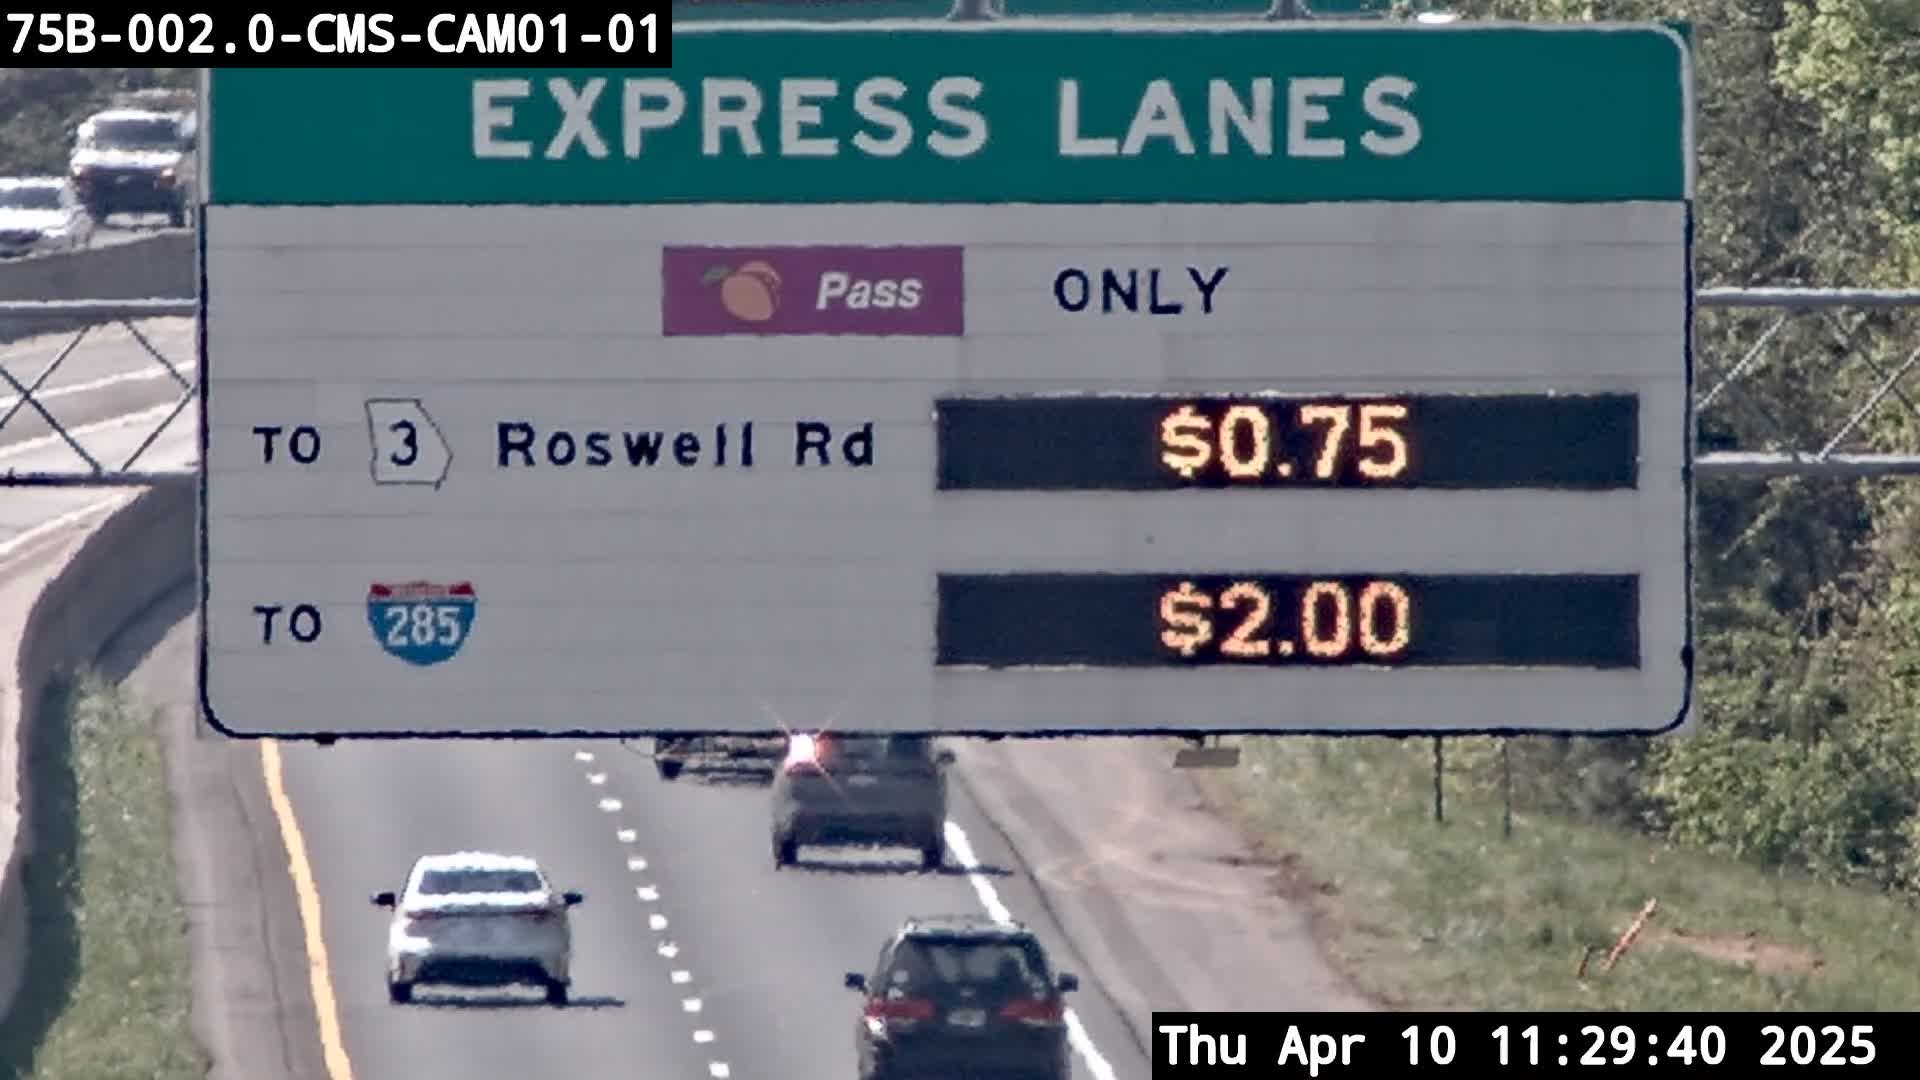 75B-002.0-CMS-CAM01-01
EXPRESS LANES
Pass ONLY
TO 3 Roswell Rd $0.75
TO 285 $2.00
Thu Apr 10 11:29:40 2025